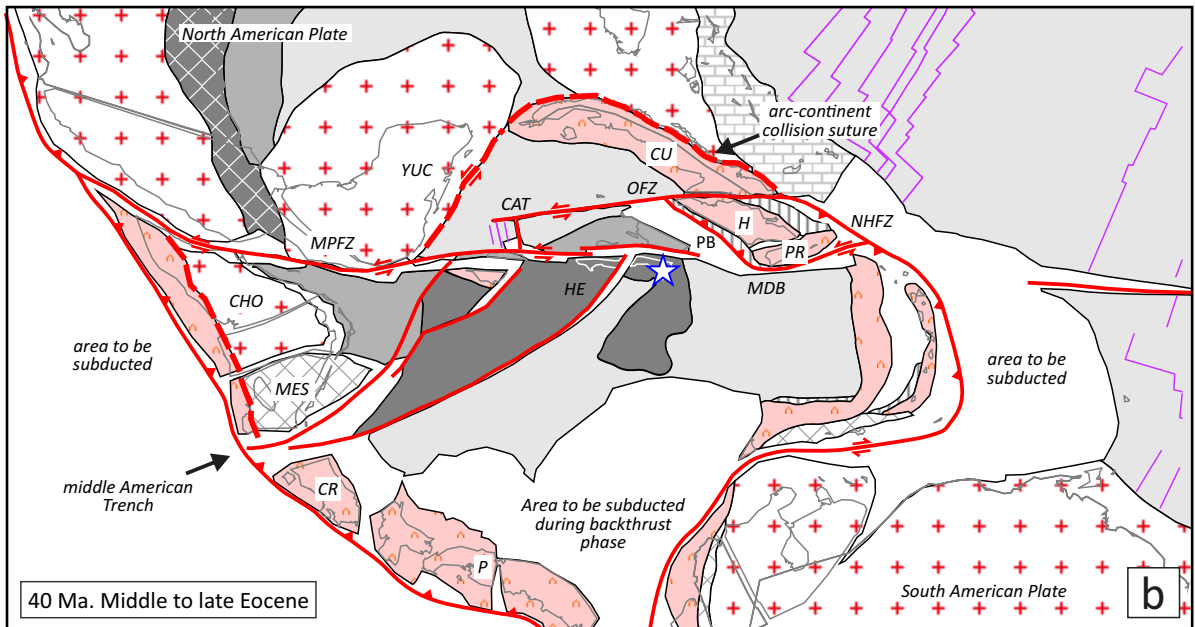 North American Plate
arc-continent
collision suture
CU
YUC
OFZ
CAT
H
NHFZ
MPFZ
PB
PR
CHO
HE
MDB
area to be
subducted
area to be
subducted
MES
middle American
Trench
CR
Area to be subducted
during backthrust
phase
P
South American Plate
40 Ma. Middle to late Eocene
b